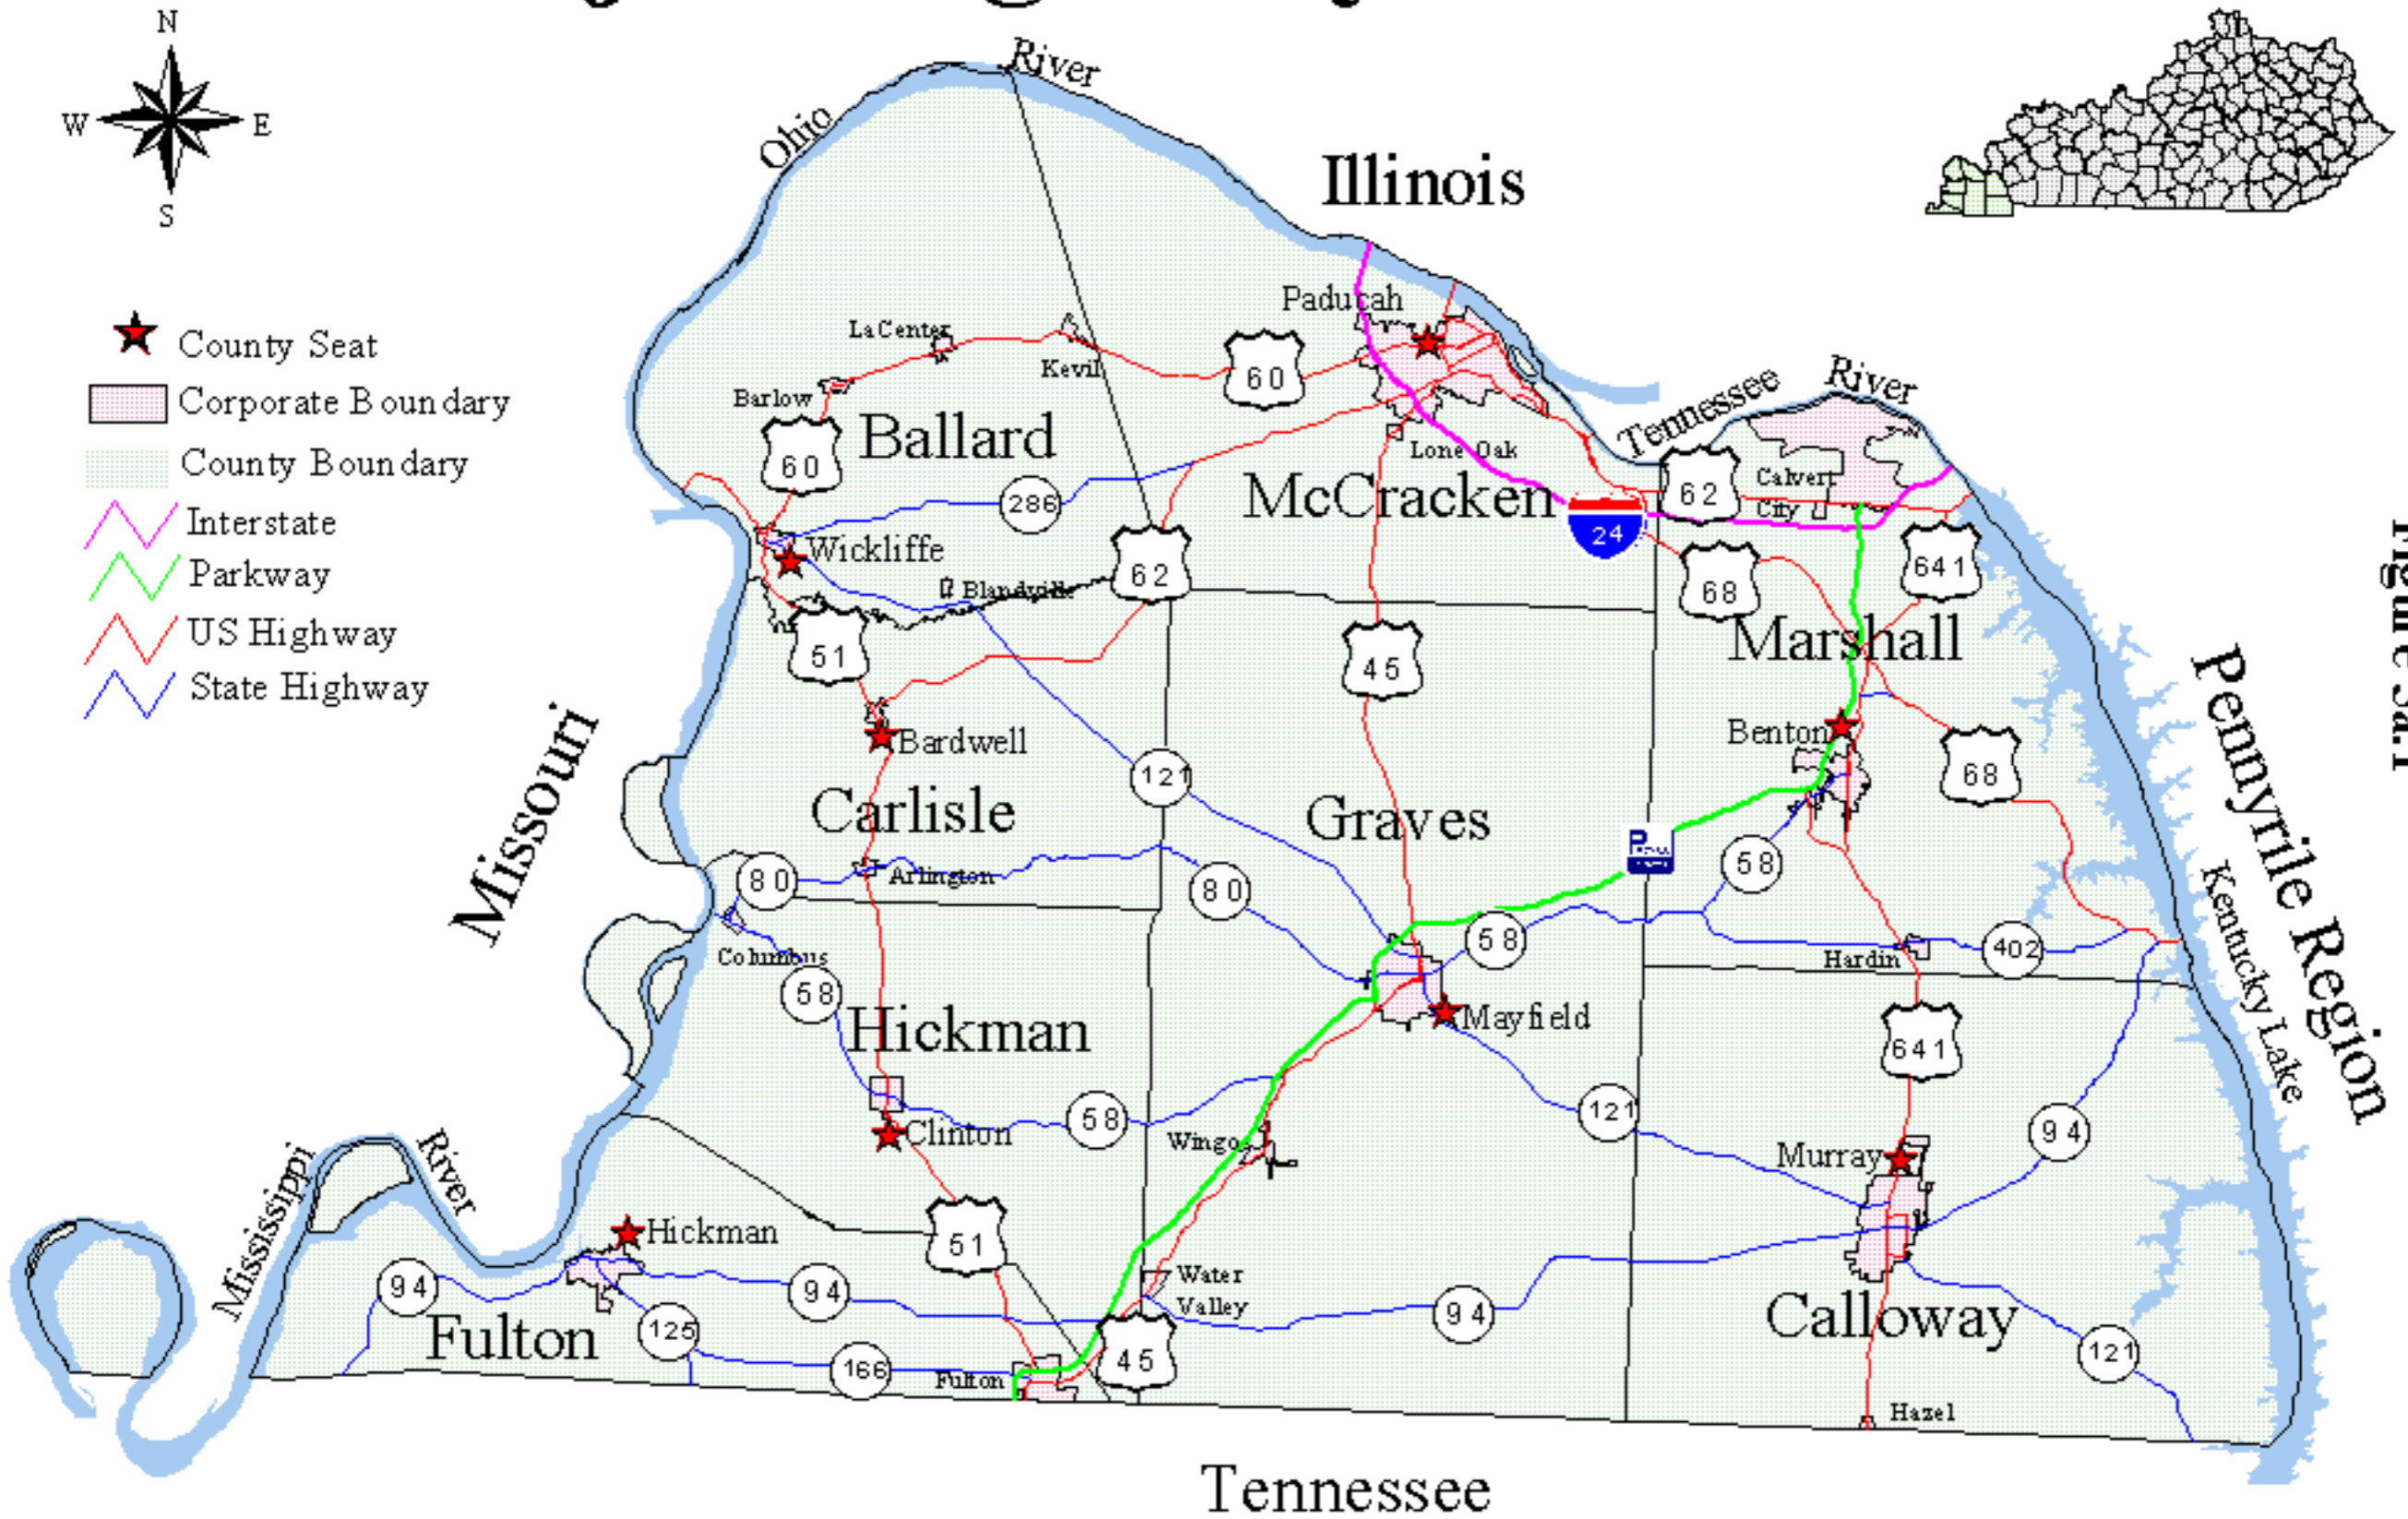 N
W
E
S
River
Ohio
Illinois
County Seat
Corporate Boundary
County Boundary
Interstate
Parkway
US Highway
State Highway
Paducah
LaCenter
Kevil
60
Barlow
Ballard
60
Lone Oak
Tennessee
River
62
Calvert
City
McCracken
286
24
Wickliffe
62
Blandville
68
641
51
45
Marshall
Figure 3a.1
Missouri
Bardwell
Benton
68
121
Carlisle
Graves
Pennyrile Region
80
Arlington
80
58
Columbus
58
58
Hardin
402
Kentucky Lake
Hickman
Mayfield
641
Clinton
58
Wingo
121
94
Murray
Mississippi
River
Hickman
51
94
94
Water
Valley
94
Fulton
125
166
Fulton
45
Calloway
121
Hazel
Tennessee